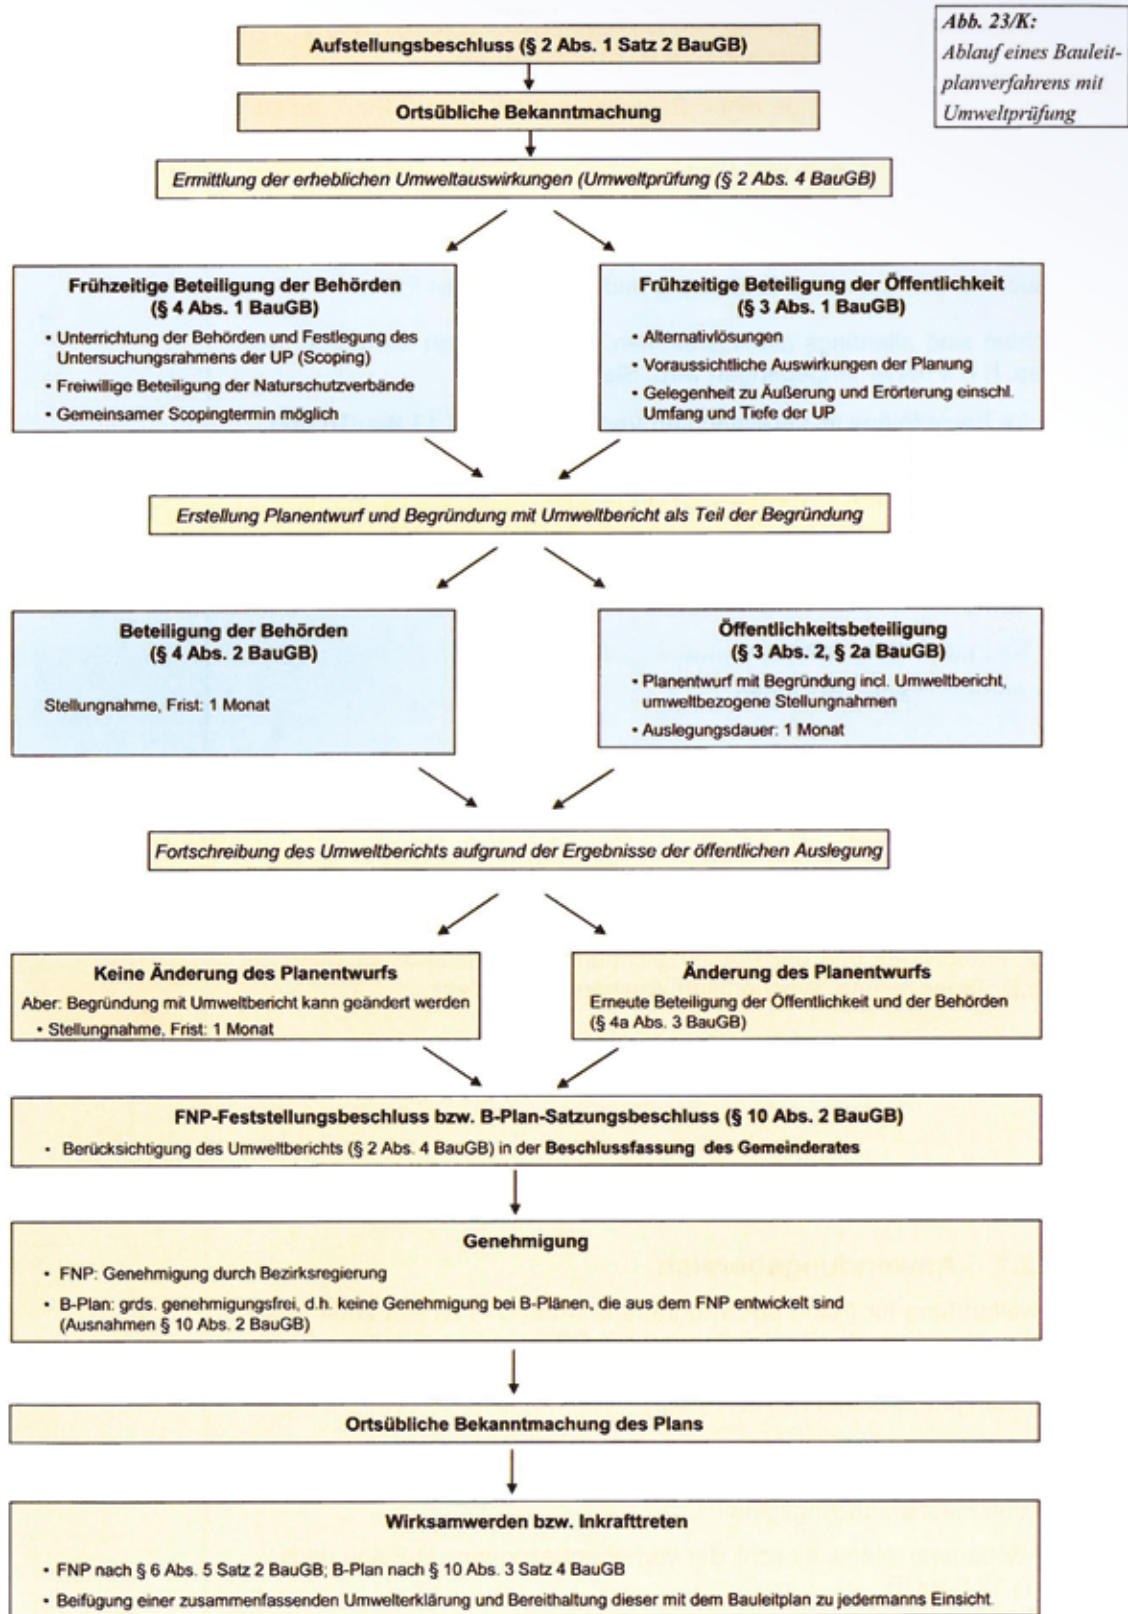 Abb. 23/K:
Ablauf eines Bauleit-
planverfahrens mit
Umweltprüfung
Aufstellungsbeschluss (§ 2 Abs. 1 Satz 2 BauGB)
Ortsübliche Bekanntmachung
Ermittlung der erheblichen Umweltauswirkungen (Umweltprüfung (§ 2 Abs. 4 BauGB)
Frühzeitige Beteiligung der Behörden
(§ 4 Abs. 1 BauGB)
• Unterrichtung der Behörden und Festlegung des
Untersuchungsrahmens der UP (Scoping)
• Freiwillige Beteiligung der Naturschutzverbände
• Gemeinsamer Scopingtermin möglich
Frühzeitige Beteiligung der Öffentlichkeit
(§ 3 Abs. 1 BauGB)
• Alternativlösungen
• Voraussichtliche Auswirkungen der Planung
• Gelegenheit zu Äußerung und Erörterung einschl.
Umfang und Tiefe der UP
Erstellung Planentwurf und Begründung mit Umweltbericht als Teil der Begründung
Beteiligung der Behörden
(§ 4 Abs. 2 BauGB)
Stellungnahme, Frist: 1 Monat
Öffentlichkeitsbeteiligung
(§ 3 Abs. 2, § 2a BauGB)
• Planentwurf mit Begründung incl. Umweltbericht,
umweltbezogene Stellungnahmen
• Auslegungsdauer: 1 Monat
Fortschreibung des Umweltberichts aufgrund der Ergebnisse der öffentlichen Auslegung
Keine Änderung des Planentwurfs
Aber: Begründung mit Umweltbericht kann geändert werden
• Stellungnahme, Frist: 1 Monat
Änderung des Planentwurfs
Erneute Beteiligung der Öffentlichkeit und der Behörden
(§ 4a Abs. 3 BauGB)
FNP-Feststellungsbeschluss bzw. B-Plan-Satzungsbeschluss (§ 10 Abs. 2 BauGB)
• Berücksichtigung des Umweltberichts (§ 2 Abs. 4 BauGB) in der Beschlussfassung des Gemeinderates
Genehmigung
• FNP: Genehmigung durch Bezirksregierung
• B-Plan: grds. genehmigungsfrei, d.h. keine Genehmigung bei B-Plänen, die aus dem FNP entwickelt sind
(Ausnahmen § 10 Abs. 2 BauGB)
Ortsübliche Bekanntmachung des Plans
Wirksamwerden bzw. Inkrafttreten
• FNP nach § 6 Abs. 5 Satz 2 BauGB; B-Plan nach § 10 Abs. 3 Satz 4 BauGB
• Beifügung einer zusammenfassenden Umwelterklärung und Bereithaltung dieser mit dem Bauleitplan zu jedermanns Einsicht.